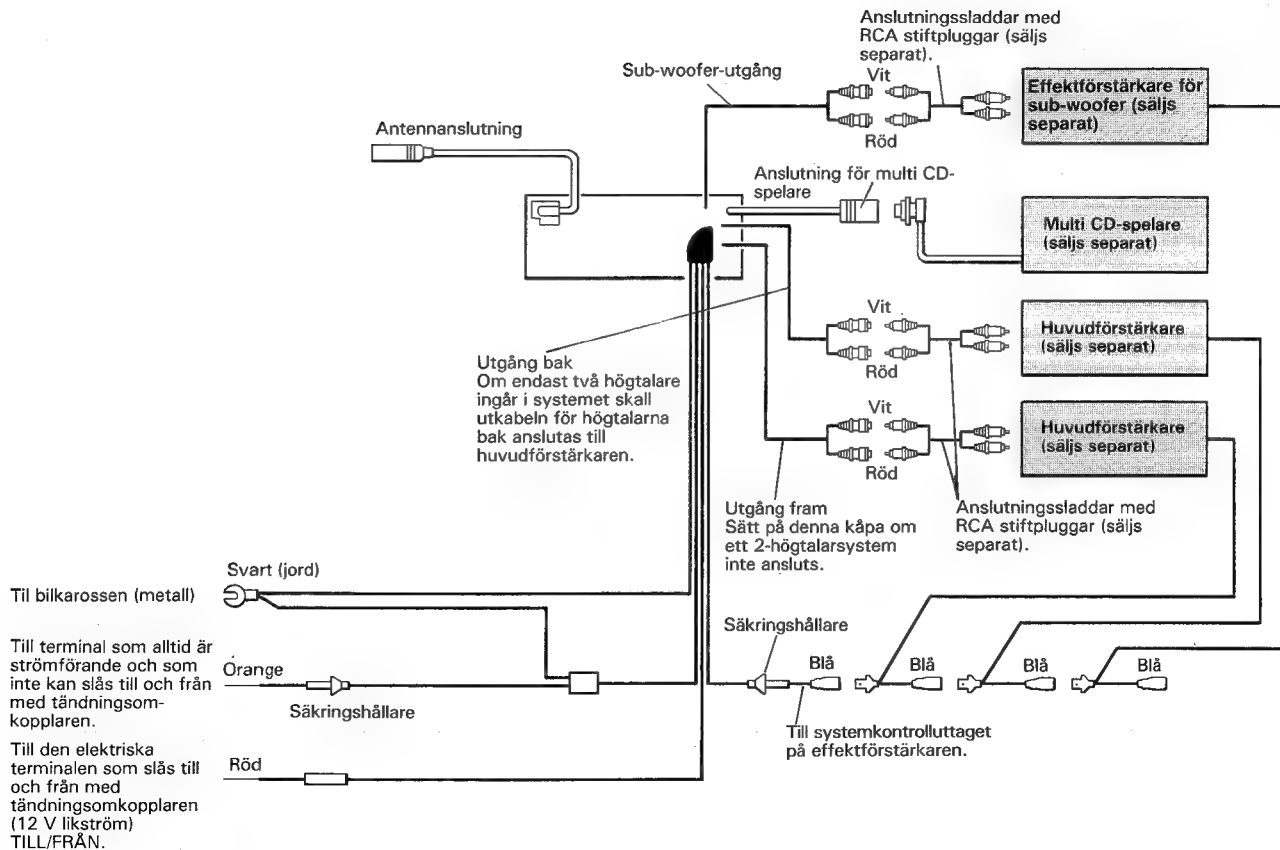 Anslutningssladdar med
RCA stiftpluggar (säljs
separat).
Sub-woofer-utgång
Vit
Röd
Effektförstärkare för
sub-woofer (säljs
separat)
Antennanslutning
Anslutning för multi CD-
spelare
Multi CD-spelare
(säljs separat)
Vit
Röd
Huvudförstärkare
(säljs separat)
Utgång bak
Om endast två högtalare
ingår i systemet skall
utkabeln för högtalarna
bak anslutas till
huvudförstärkaren.
Vit
Röd
Huvudförstärkare
(säljs separat)
Utgång fram
Sätt på denna kåpa om
ett 2-högtalarsystem
inte ansluts.
Anslutningssladdar med
RCA stiftpluggar (säljs
separat).
Svart (jord)
Til bilkarossen (metall)
Till terminal som alltid är
strömförande och som
inte kan slås till och från
med tändningsom-
kopplaren.
Orange
Säkringshållare
Säkringshållare
Blå
Blå
Blå
Blå
Till systemkontrolluttaget
på effektförstärkaren.
Till den elektriska
terminalen som slås till
och från med
tändningsomkopplaren
(12 V likström)
TILL/FRÅN.
Röd